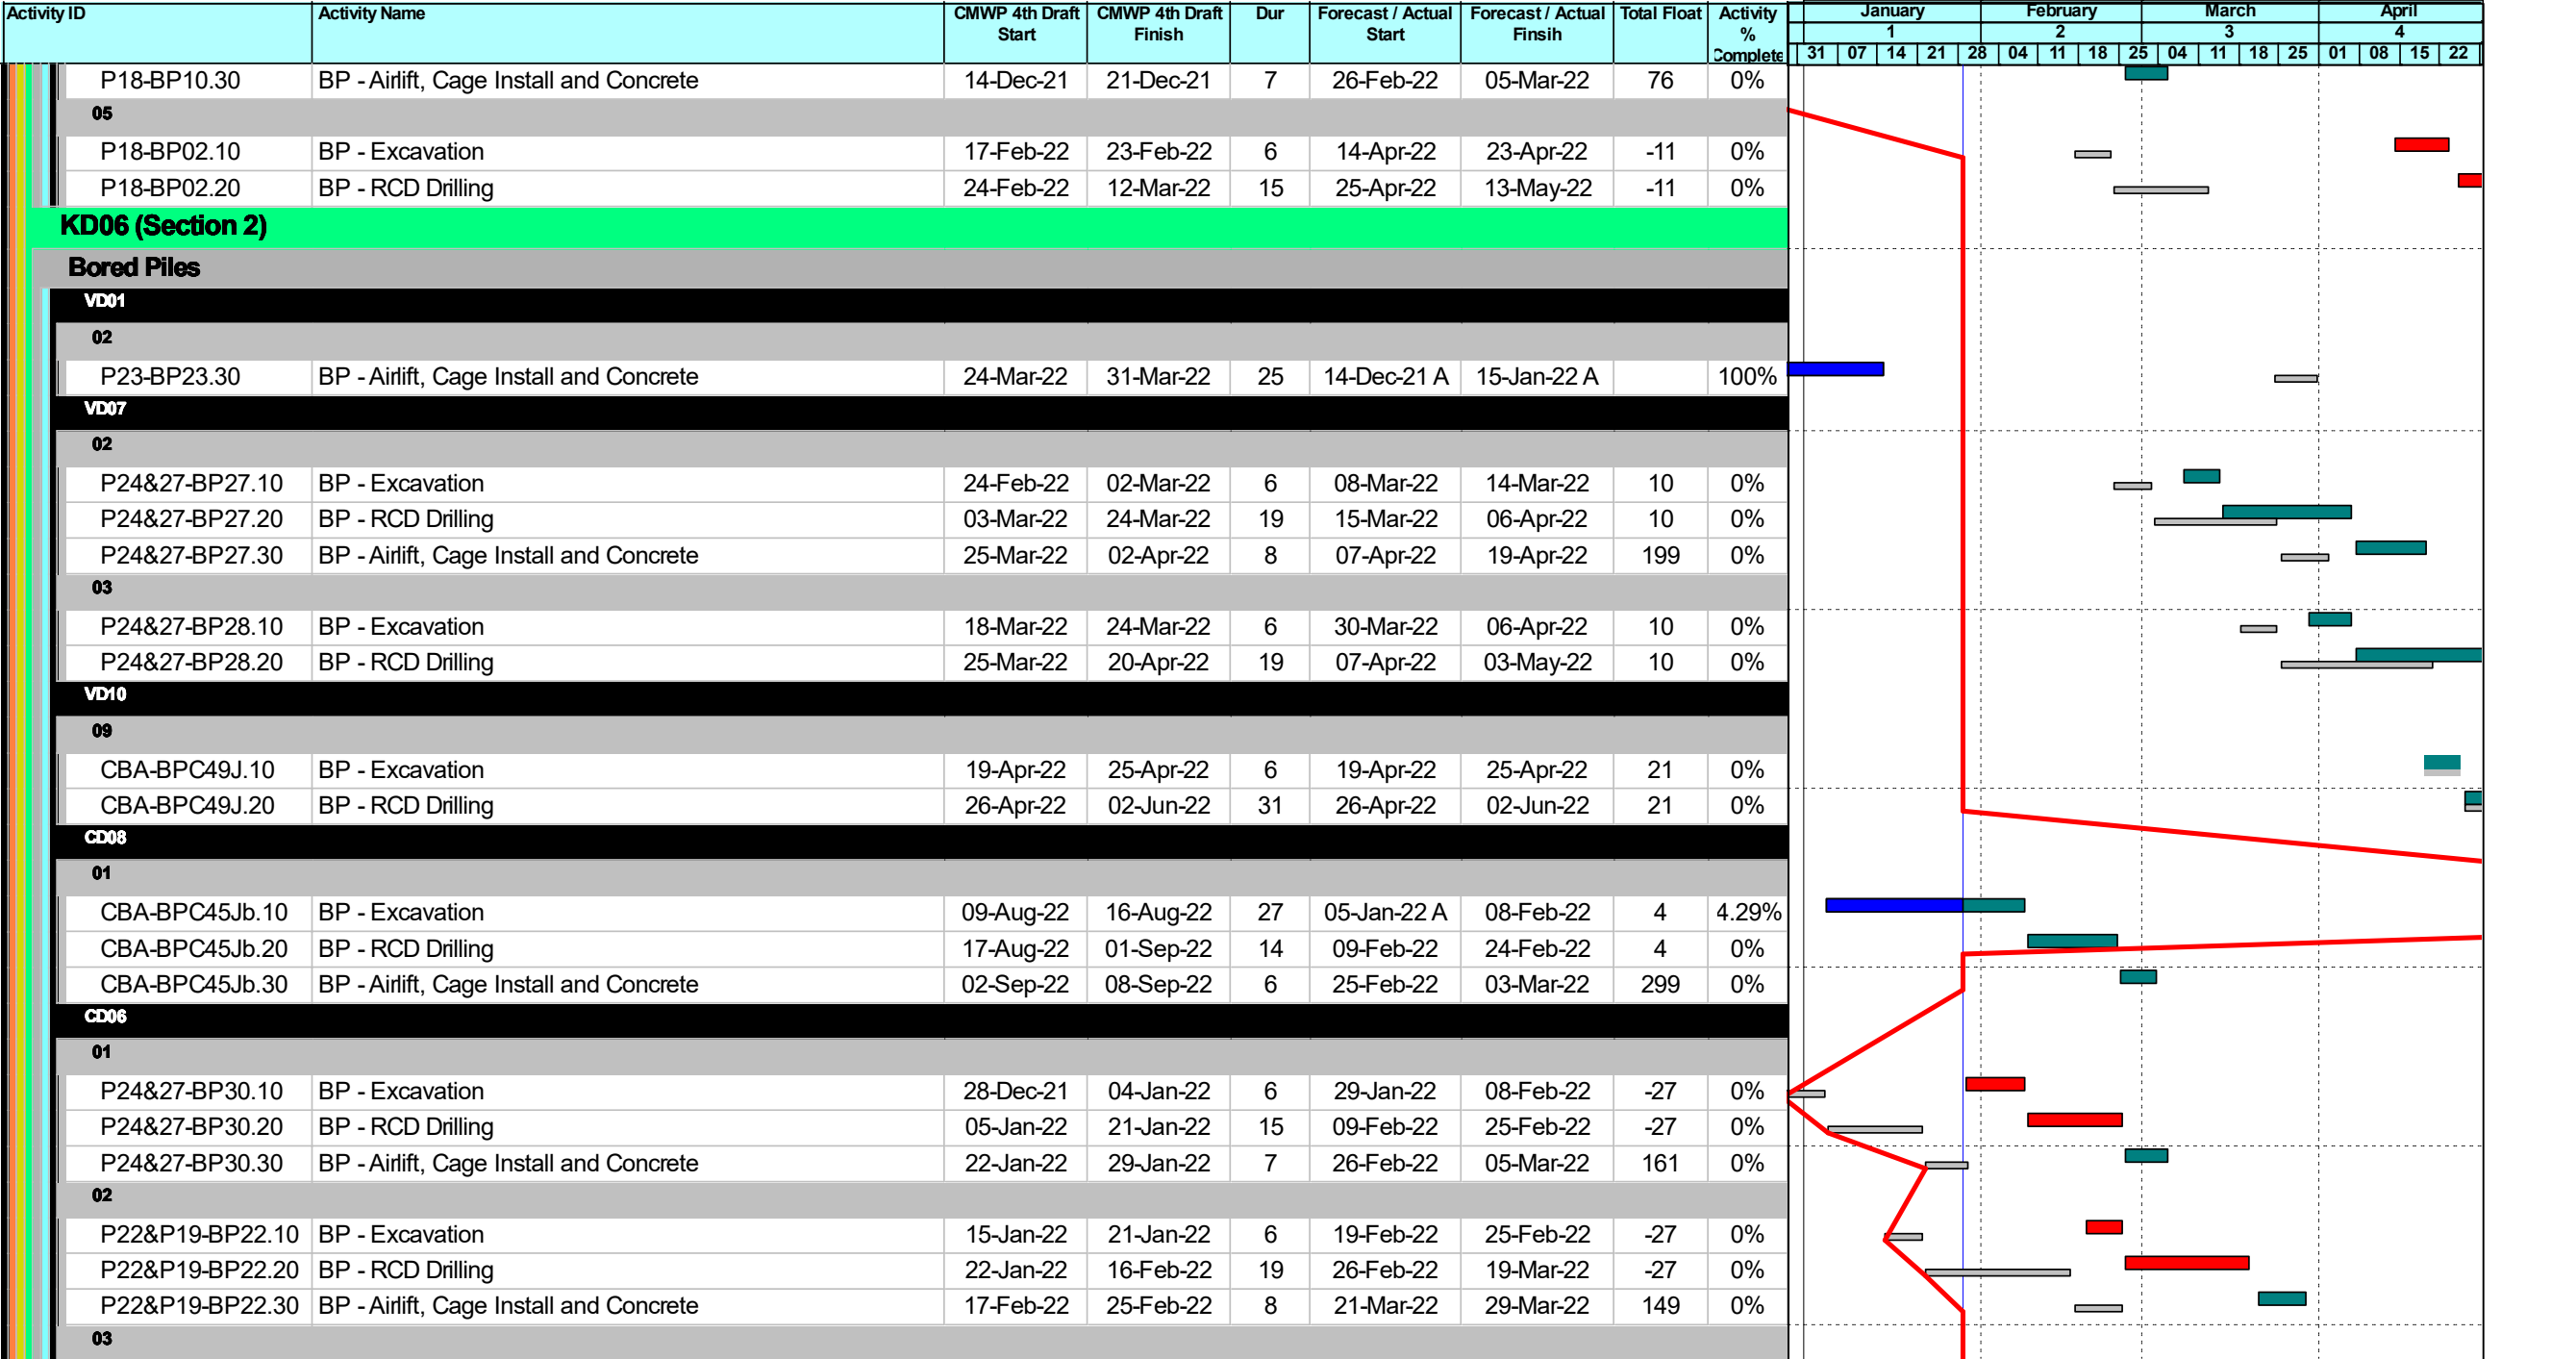 Activity ID Activity Name CMWP 4th Draft Start CMWP 4th Draft Finish Dur Forecast / Actual Start Forecast / Actual Finsih Total Float Activity % Complete
January February March April
1 2 3 4
31 07 14 21 28 04 11 18 25 04 11 18 25 01 08 15 22
P18-BP10.30 BP - Airlift, Cage Install and Concrete 14-Dec-21 21-Dec-21 7 26-Feb-22 05-Mar-22 76 0%
05
P18-BP02.10 BP - Excavation 17-Feb-22 23-Feb-22 6 14-Apr-22 23-Apr-22 -11 0%
P18-BP02.20 BP - RCD Drilling 24-Feb-22 12-Mar-22 15 25-Apr-22 13-May-22 -11 0%
KD06 (Section 2)
Bored Piles
VD01
02
P23-BP23.30 BP - Airlift, Cage Install and Concrete 24-Mar-22 31-Mar-22 25 14-Dec-21 A 15-Jan-22 A 100%
VD07
02
P24&27-BP27.10 BP - Excavation 24-Feb-22 02-Mar-22 6 08-Mar-22 14-Mar-22 10 0%
P24&27-BP27.20 BP - RCD Drilling 03-Mar-22 24-Mar-22 19 15-Mar-22 06-Apr-22 10 0%
P24&27-BP27.30 BP - Airlift, Cage Install and Concrete 25-Mar-22 02-Apr-22 8 07-Apr-22 19-Apr-22 199 0%
03
P24&27-BP28.10 BP - Excavation 18-Mar-22 24-Mar-22 6 30-Mar-22 06-Apr-22 10 0%
P24&27-BP28.20 BP - RCD Drilling 25-Mar-22 20-Apr-22 19 07-Apr-22 03-May-22 10 0%
VD10
09
CBA-BPC49J.10 BP - Excavation 19-Apr-22 25-Apr-22 6 19-Apr-22 25-Apr-22 21 0%
CBA-BPC49J.20 BP - RCD Drilling 26-Apr-22 02-Jun-22 31 26-Apr-22 02-Jun-22 21 0%
CD08
01
CBA-BPC45Jb.10 BP - Excavation 09-Aug-22 16-Aug-22 27 05-Jan-22 A 08-Feb-22 4 4.29%
CBA-BPC45Jb.20 BP - RCD Drilling 17-Aug-22 01-Sep-22 14 09-Feb-22 24-Feb-22 4 0%
CBA-BPC45Jb.30 BP - Airlift, Cage Install and Concrete 02-Sep-22 08-Sep-22 6 25-Feb-22 03-Mar-22 299 0%
CD06
01
P24&27-BP30.10 BP - Excavation 28-Dec-21 04-Jan-22 6 29-Jan-22 08-Feb-22 -27 0%
P24&27-BP30.20 BP - RCD Drilling 05-Jan-22 21-Jan-22 15 09-Feb-22 25-Feb-22 -27 0%
P24&27-BP30.30 BP - Airlift, Cage Install and Concrete 22-Jan-22 29-Jan-22 7 26-Feb-22 05-Mar-22 161 0%
02
P22&P19-BP22.10 BP - Excavation 15-Jan-22 21-Jan-22 6 19-Feb-22 25-Feb-22 -27 0%
P22&P19-BP22.20 BP - RCD Drilling 22-Jan-22 16-Feb-22 19 26-Feb-22 19-Mar-22 -27 0%
P22&P19-BP22.30 BP - Airlift, Cage Install and Concrete 17-Feb-22 25-Feb-22 8 21-Mar-22 29-Mar-22 149 0%
03